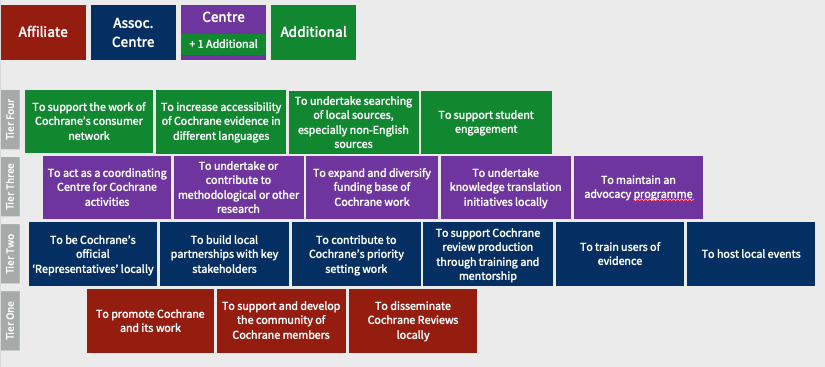 Affiliate
Assoc.
Centre
Centre
+ 1 Additional
Additional
Tier Four
To support the work of
Cochrane's consumer
network
To increase accessibility
of Cochrane evidence in
different languages
To undertake searching
of local sources,
especially non-English
sources
To support student
engagement
Tier Three
To act as a coordinating
Centre for Cochrane
activities
To undertake or
contribute to
methodological or other
research
To expand and diversify
funding base of
Cochrane work
To undertake
knowledge translation
initiatives locally
To maintain an
advocacy programme
Tier Two
To be Cochrane's
official
'Representatives' locally
To build local
partnerships with key
stakeholders
To contribute to
Cochrane's priority
setting work
To support Cochrane
review production
through training and
mentorship
To train users of
evidence
To host local events
Tier One
To promote Cochrane
and its work
To support and develop
the community of
Cochrane members
To disseminate
Cochrane Reviews
locally